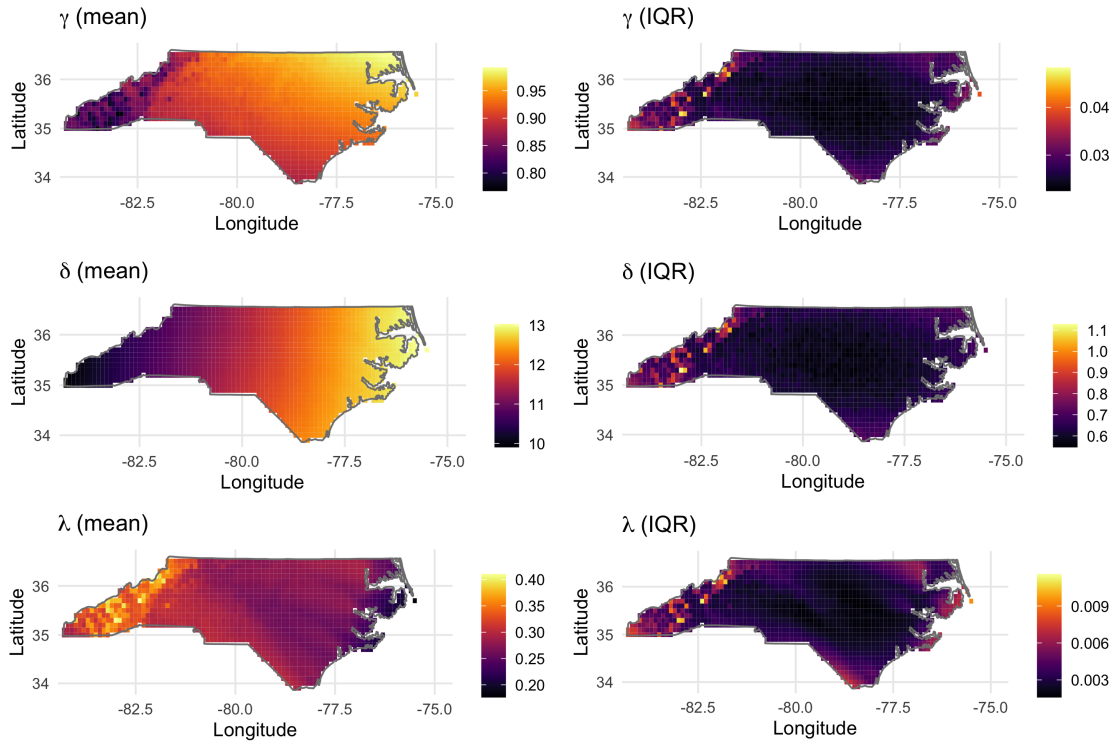 γ (mean)
Latitude
36
35
34
-82.5 -80.0 -77.5 -75.0
Longitude
0.95
0.90
0.85
0.80
γ (IQR)
Latitude
36
35
34
-82.5 -80.0 -77.5 -75.0
Longitude
0.04
0.03
δ (mean)
Latitude
36
35
34
-82.5 -80.0 -77.5 -75.0
Longitude
13
12
11
10
δ (IQR)
Latitude
36
35
34
-82.5 -80.0 -77.5 -75.0
Longitude
1.1
1.0
0.9
0.8
0.7
0.6
λ (mean)
Latitude
36
35
34
-82.5 -80.0 -77.5 -75.0
Longitude
0.40
0.35
0.30
0.25
0.20
λ (IQR)
Latitude
36
35
34
-82.5 -80.0 -77.5 -75.0
Longitude
0.009
0.006
0.003